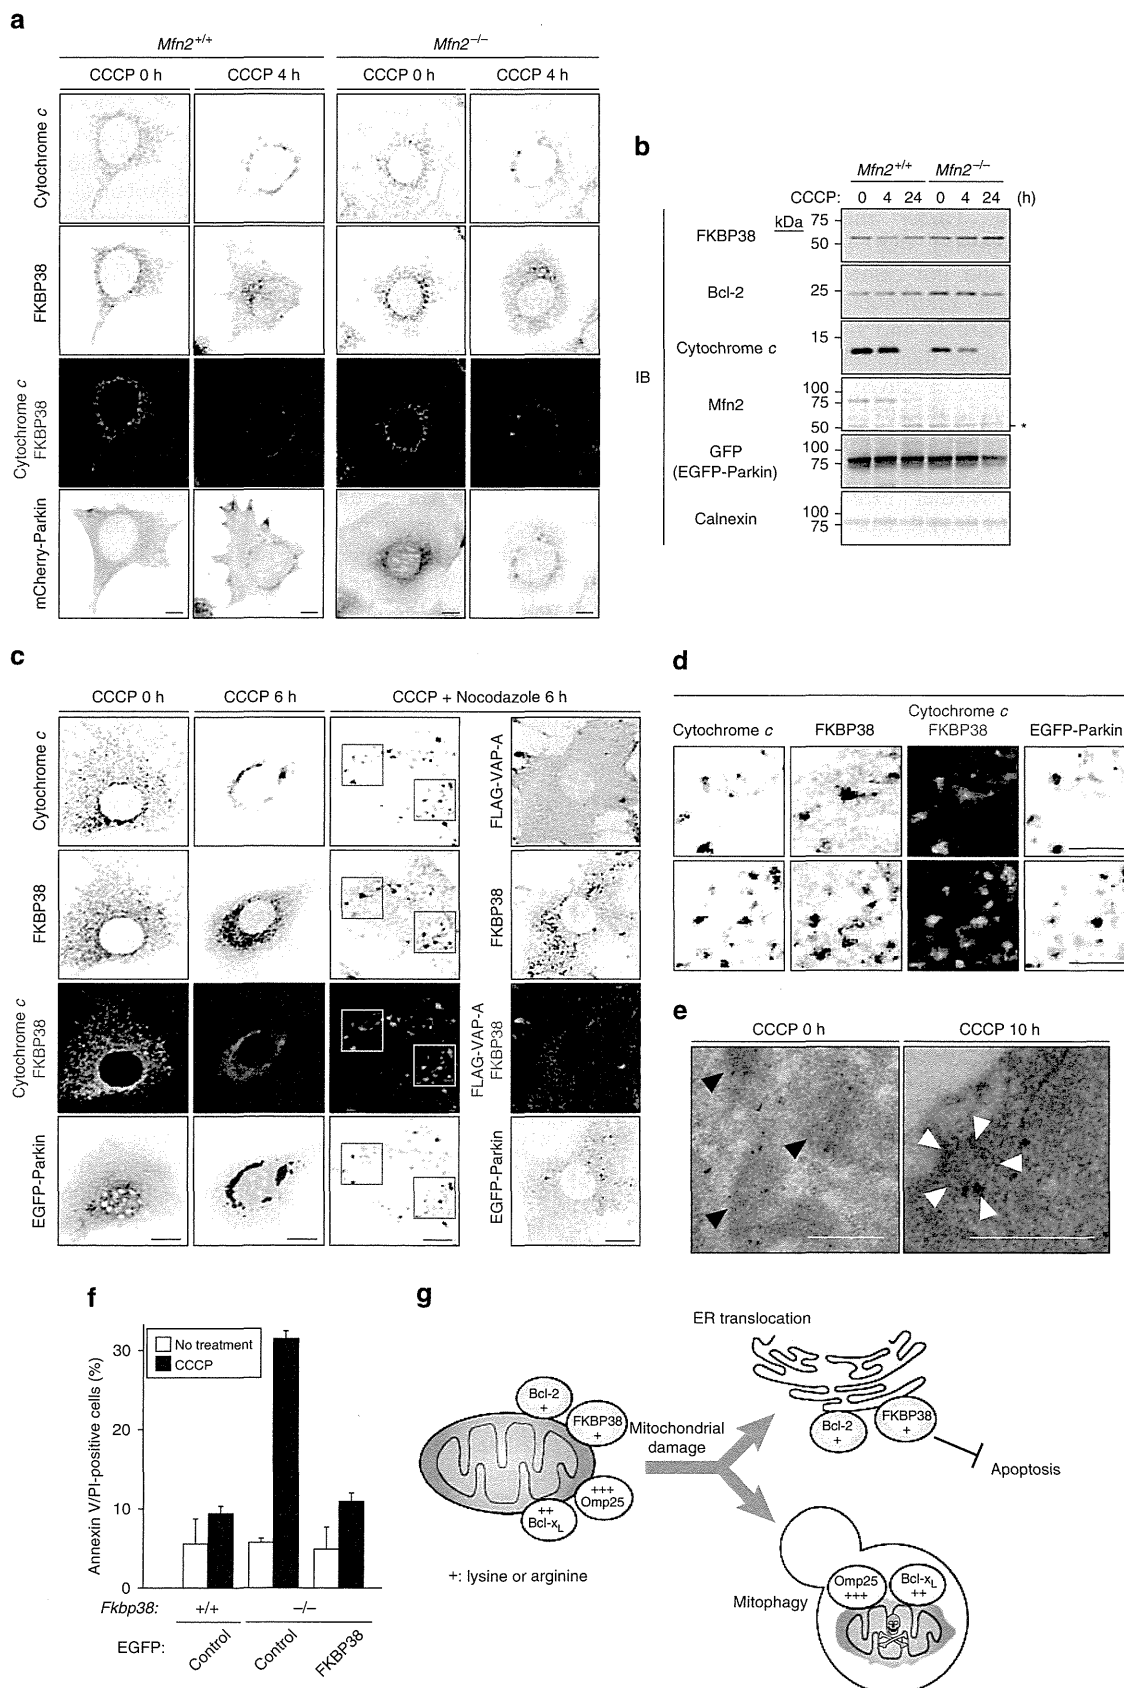 a
Mfn2+/+ Mfn2−/−
CCCP 0 h CCCP 4 h CCCP 0 h CCCP 4 h
Cytochrome c
FKBP38
Cytochrome c
FKBP38
mCherry-Parkin
b
Mfn2+/+ Mfn2−/−
CCCP: 0 4 24 0 4 24 (h)
kDa
IB
FKBP38
75
50
Bcl-2
25
Cytochrome c
15
Mfn2
100
75
50
*
GFP
(EGFP-Parkin)
100
75
Calnexin
100
75
c
CCCP 0 h CCCP 6 h CCCP + Nocodazole 6 h
Cytochrome c
FKBP38
Cytochrome c
FKBP38
EGFP-Parkin
FLAG-VAP-A
FKBP38
FLAG-VAP-A
FKBP38
EGFP-Parkin
d
Cytochrome c
FKBP38
Cytochrome c
FKBP38
EGFP-Parkin
e
CCCP 0 h CCCP 10 h
f
No treatment
CCCP
Annexin V/PI-positive cells (%)
30
20
10
0
Fkbp38: +/+ −/−
EGFP: Control Control FKBP38
g
ER translocation
Bcl-2
+
FKBP38
+
Mitochondrial
damage
Bcl-2
+
FKBP38
+
Apoptosis
+++
Omp25
++
Bcl-xL
+: lysine or arginine
Mitophagy
Omp25
+++
Bcl-xL
++